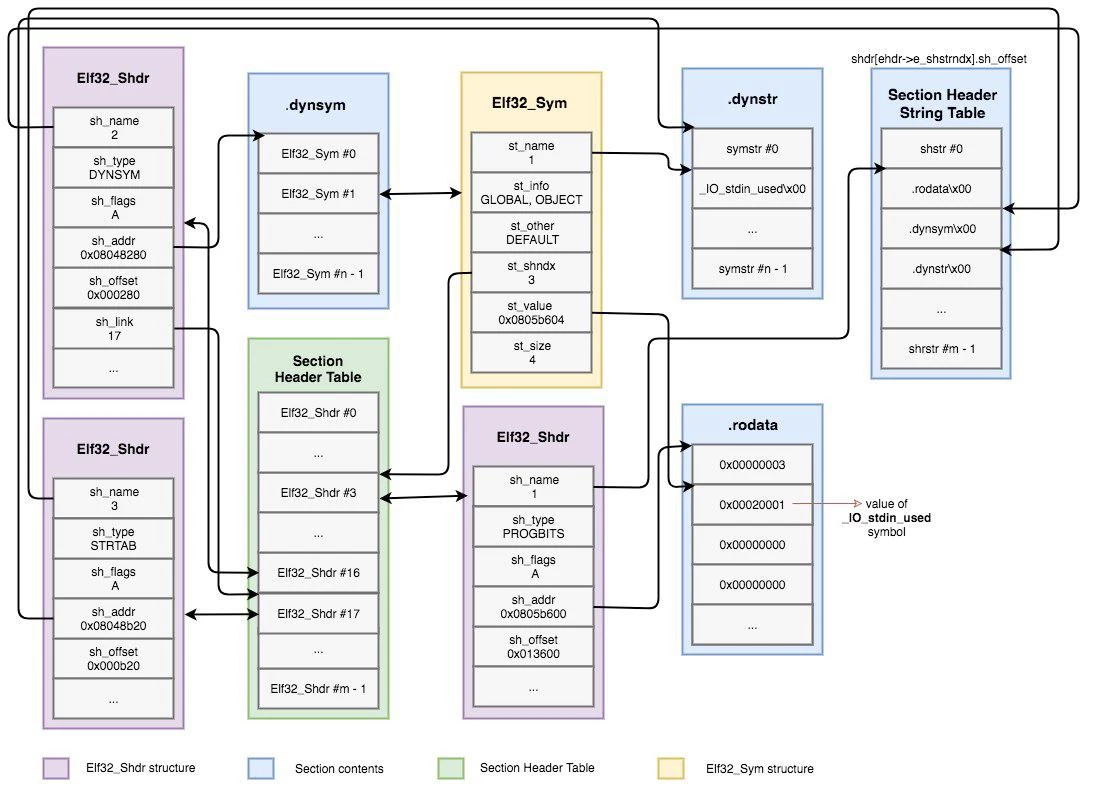 shdr[ehdr->e_shstrndx].sh_offset
Elf32_Shdr
sh_name
2
sh_type
DYNSYM
sh_flags
A
sh_addr
0x08048280
sh_offset
0x000280
sh_link
17
...
.dynsym
Elf32_Sym #0
Elf32_Sym #1
...
Elf32_Sym #n - 1
Elf32_Sym
st_name
1
st_info
GLOBAL, OBJECT
st_other
DEFAULT
st_shndx
3
st_value
0x0805b604
st_size
4
.dynstr
symstr #0
_IO_stdin_used\x00
...
symstr #n - 1
Section Header
String Table
shstr #0
.rodata\x00
.dynsym\x00
.dynstr\x00
...
shrstr #m - 1
Elf32_Shdr
sh_name
3
sh_type
STRTAB
sh_flags
A
sh_addr
0x08048b20
sh_offset
0x000b20
...
Section
Header Table
Elf32_Shdr #0
...
Elf32_Shdr #3
...
Elf32_Shdr #16
Elf32_Shdr #17
...
Elf32_Shdr #m - 1
Elf32_Shdr
sh_name
1
sh_type
PROGBITS
sh_flags
A
sh_addr
0x0805b600
sh_offset
0x013600
...
.rodata
0x00000003
0x00020001
0x00000000
0x00000000
...
value of
_IO_stdin_used
symbol
Elf32_Shdr structure
Section contents
Section Header Table
Elf32_Sym structure